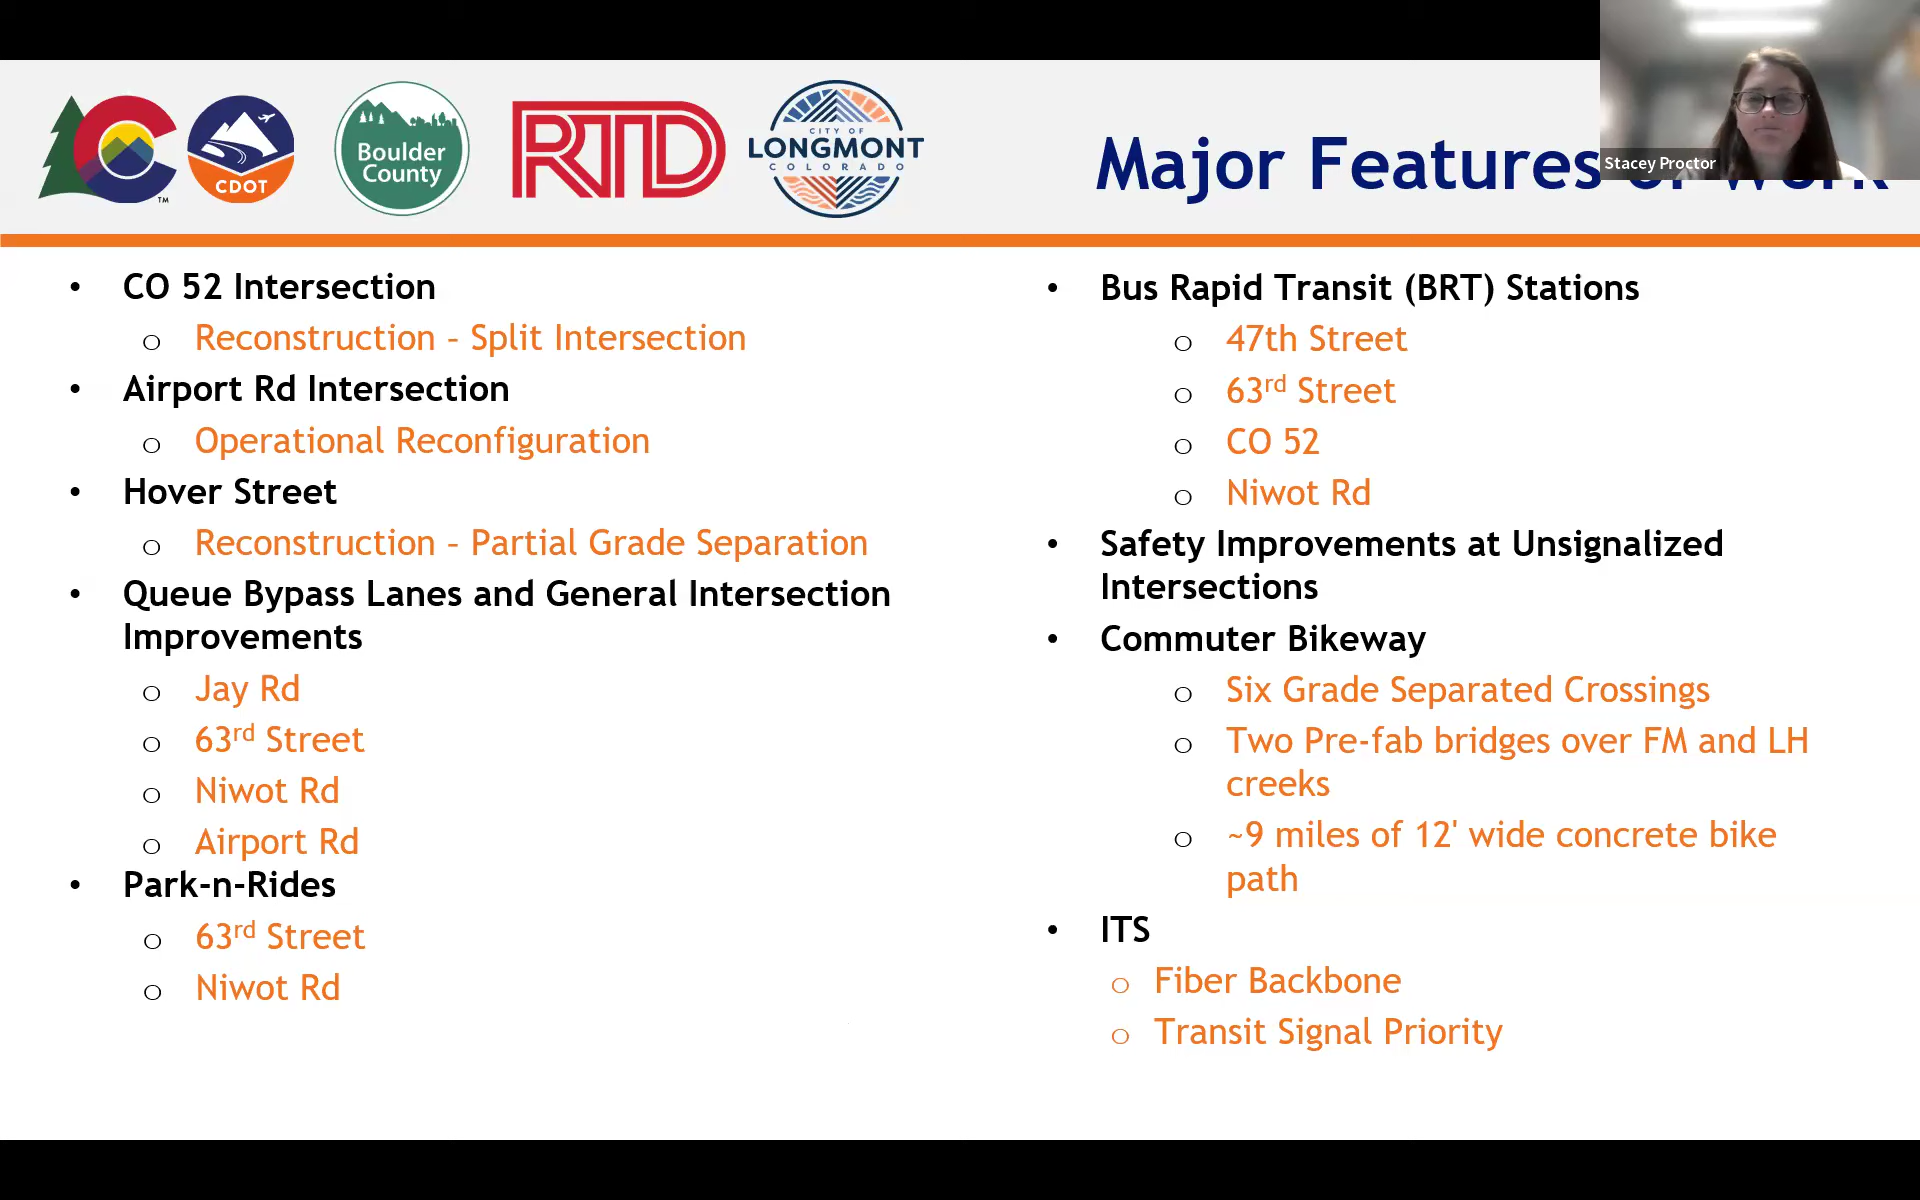 CDOT
TM
Boulder
County
RTD
CITY OF
LONGMONT
COLORADO
Major Features of Work
Stacey Proctor
• CO 52 Intersection
o Reconstruction – Split Intersection
• Airport Rd Intersection
o Operational Reconfiguration
• Hover Street
o Reconstruction – Partial Grade Separation
• Queue Bypass Lanes and General Intersection
Improvements
o Jay Rd
o 63rd Street
o Niwot Rd
o Airport Rd
• Park-n-Rides
o 63rd Street
o Niwot Rd
• Bus Rapid Transit (BRT) Stations
o 47th Street
o 63rd Street
o CO 52
o Niwot Rd
• Safety Improvements at Unsignalized
Intersections
• Commuter Bikeway
o Six Grade Separated Crossings
o Two Pre-fab bridges over FM and LH
creeks
o ~9 miles of 12' wide concrete bike
path
• ITS
o Fiber Backbone
o Transit Signal Priority